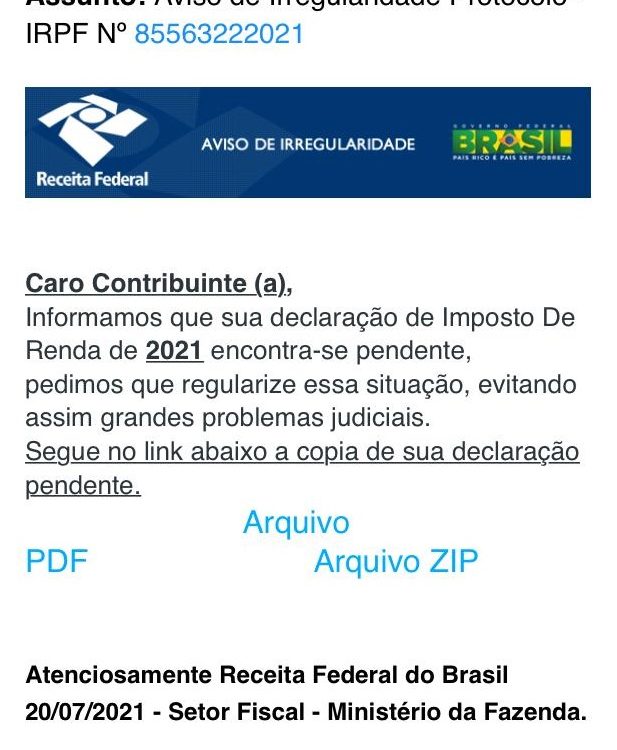 Assunto: Aviso de Irregularidade Protocolo -
IRPF Nº 85563222021
Receita Federal
AVISO DE IRREGULARIDADE
GOVERNO FEDERAL
BRASIL
PAÍS RICO É PAÍS SEM POBREZA
Caro Contribuinte (a),
Informamos que sua declaração de Imposto De
Renda de 2021 encontra-se pendente,
pedimos que regularize essa situação, evitando
assim grandes problemas judiciais.
Segue no link abaixo a copia de sua declaração
pendente.
Arquivo
PDF Arquivo ZIP
Atenciosamente Receita Federal do Brasil
20/07/2021 - Setor Fiscal - Ministério da Fazenda.